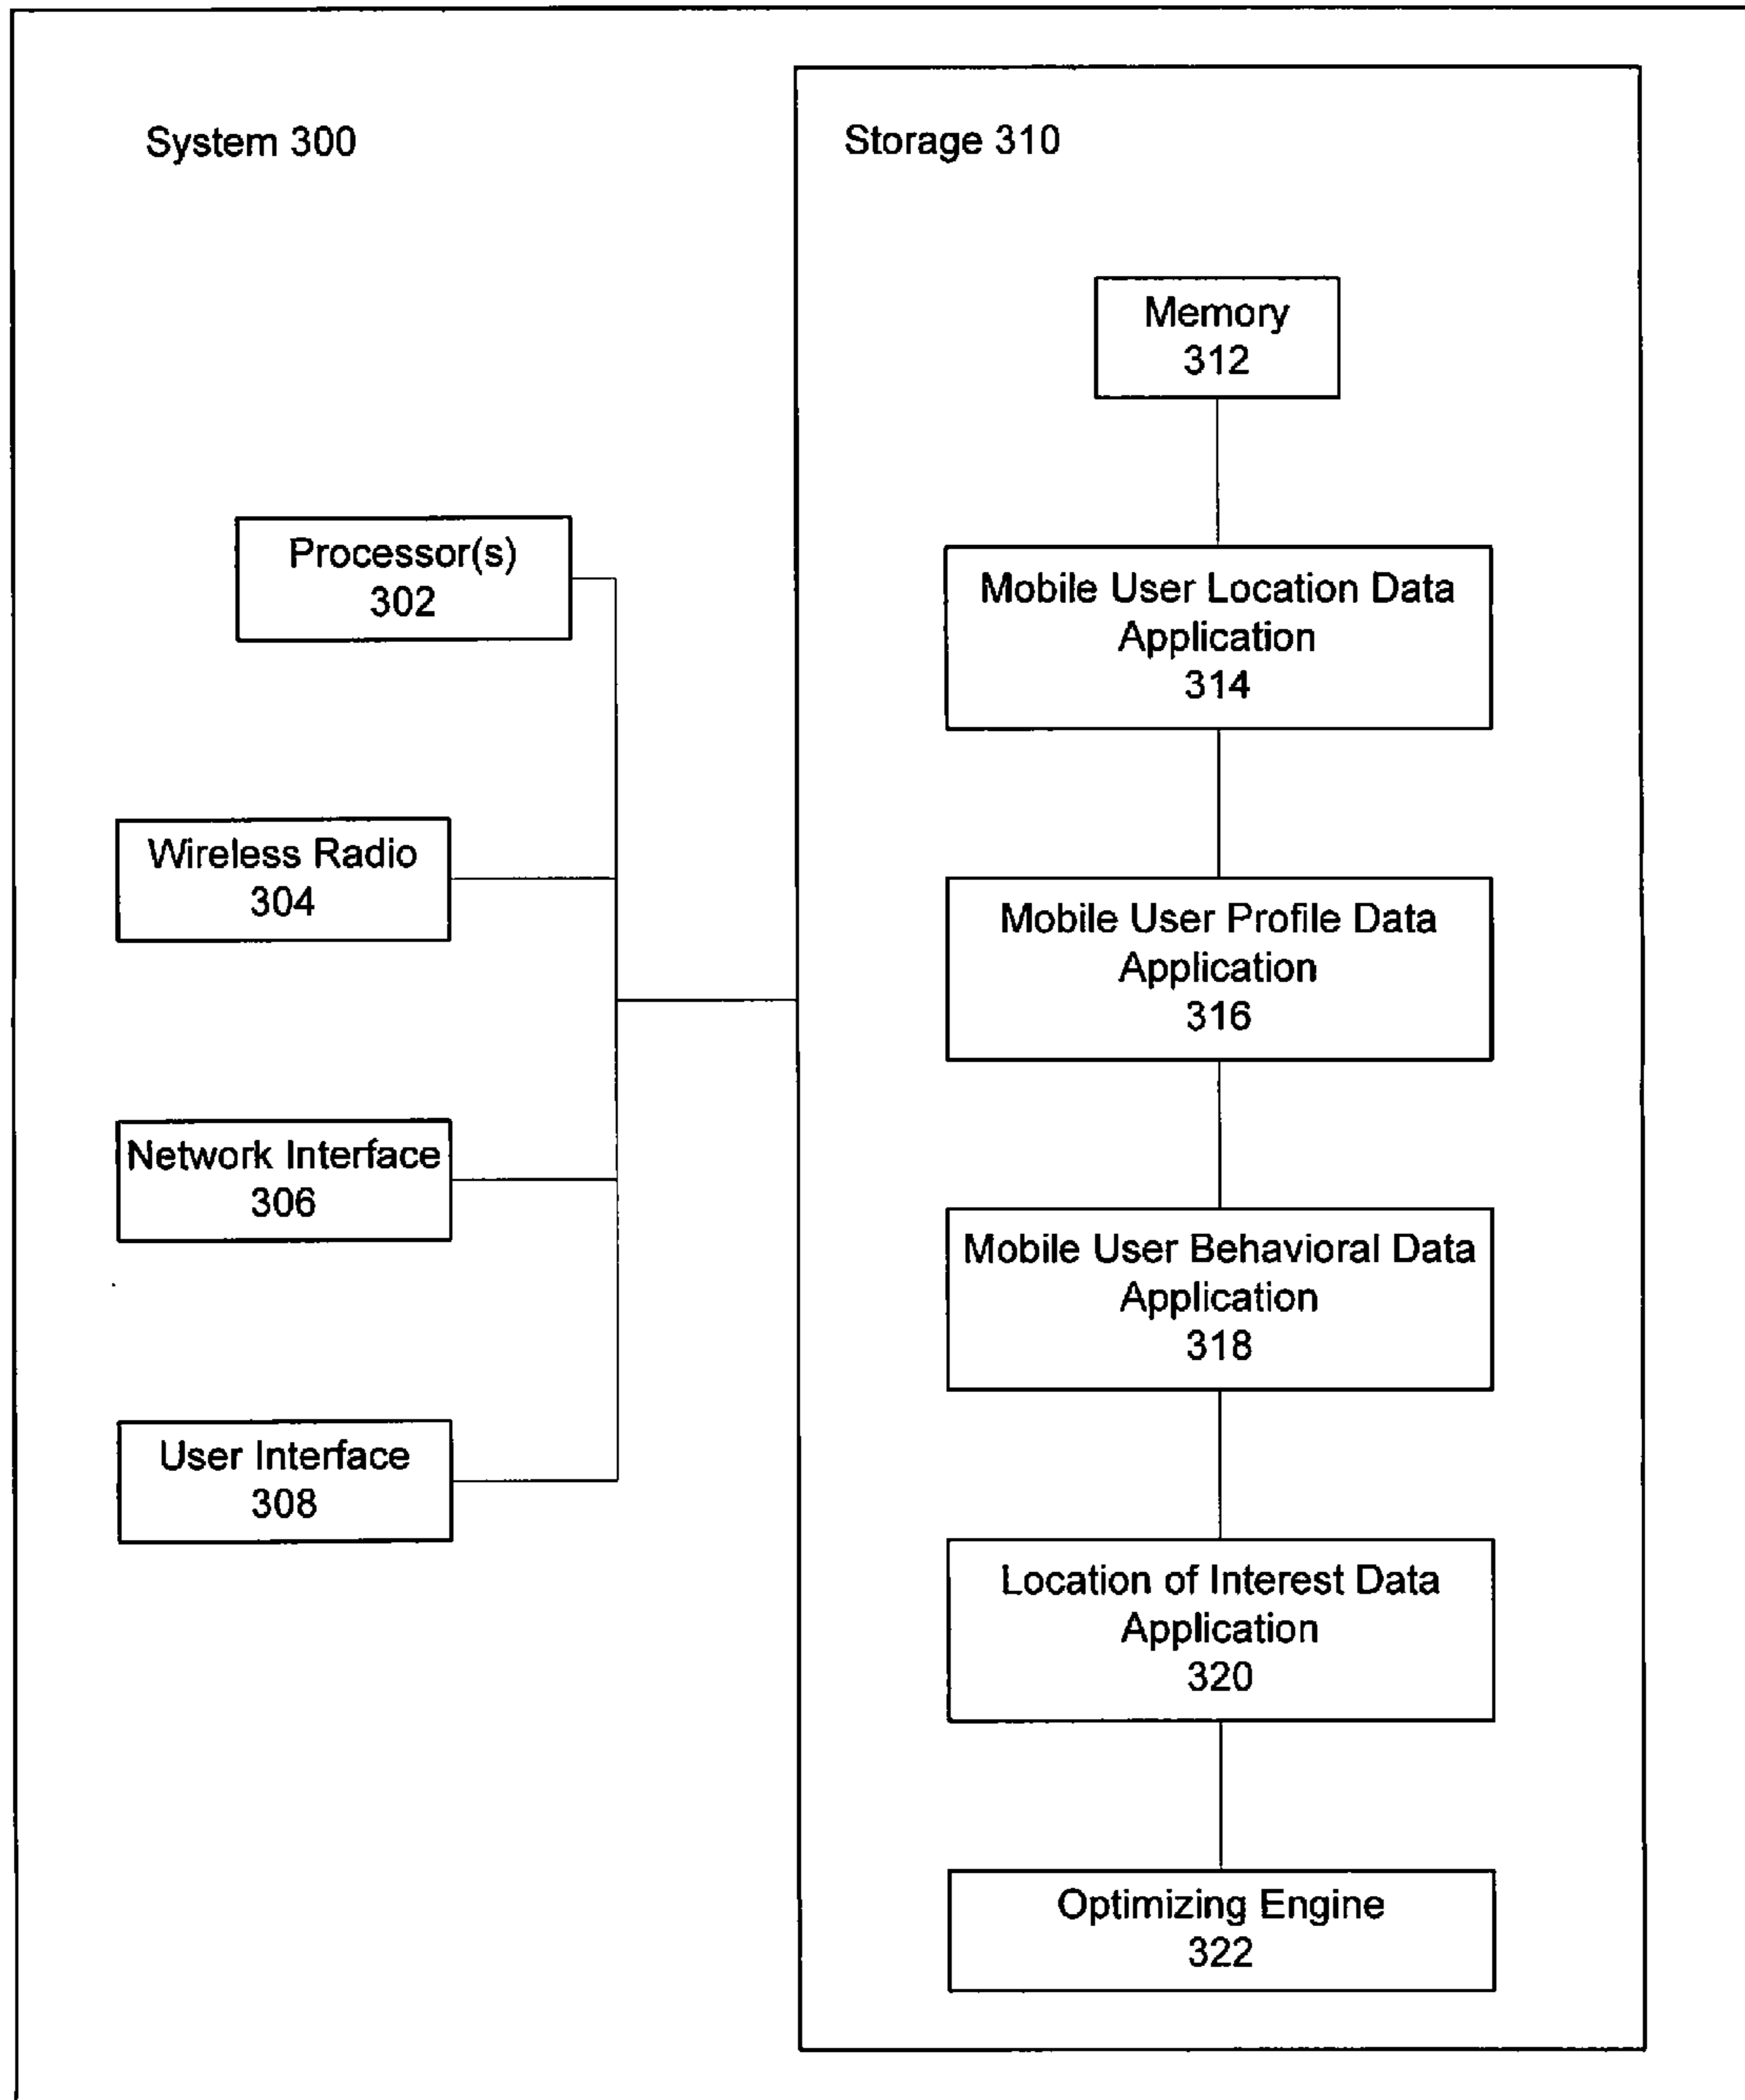 System 300
Storage 310
Memory
312
Processor(s)
302
Mobile User Location Data
Application
314
Wireless Radio
304
Mobile User Profile Data
Application
316
Network Interface
306
Mobile User Behavioral Data
Application
318
User Interface
308
Location of Interest Data
Application
320
Optimizing Engine
322